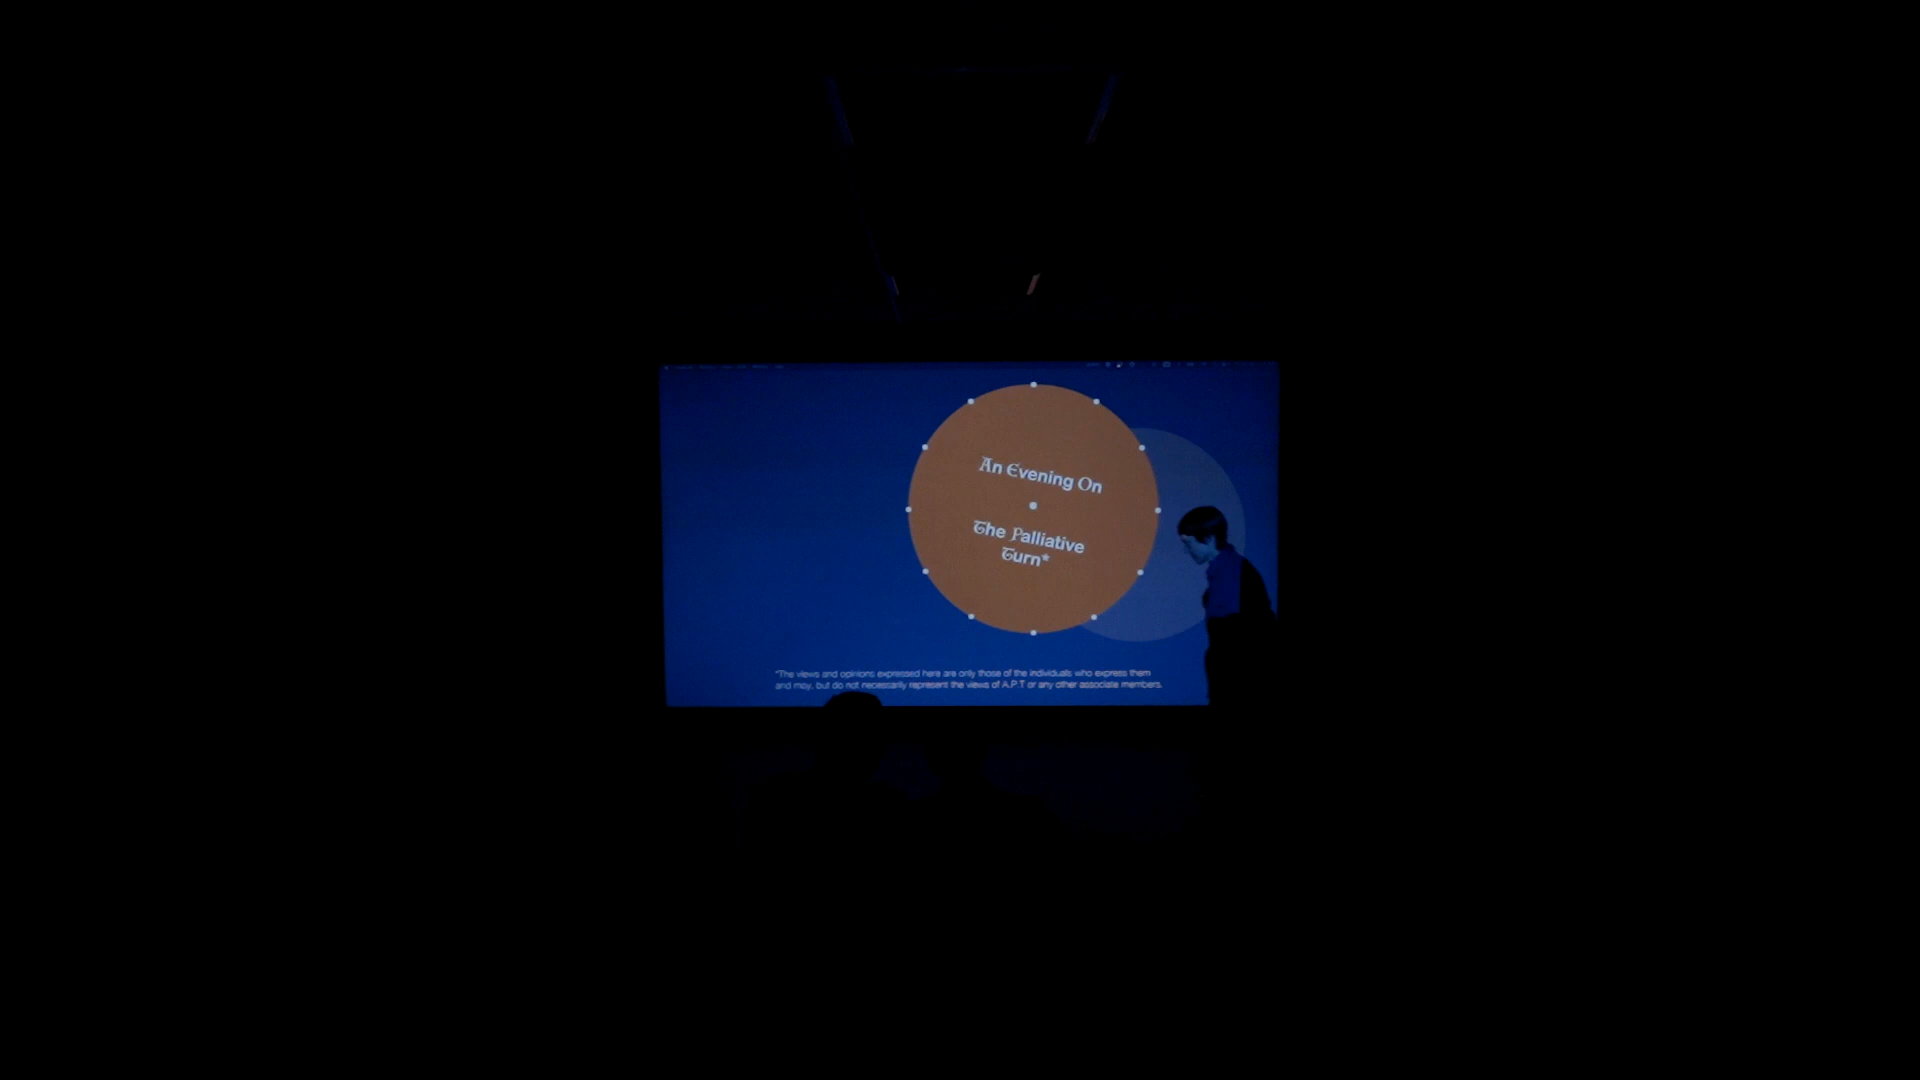 An Evening On
The Palliative
Turn*
*The views and opinions expressed here are only those of the individuals who express them
and may, but do not necessarily represent the views of A.P.T or any other associate members.